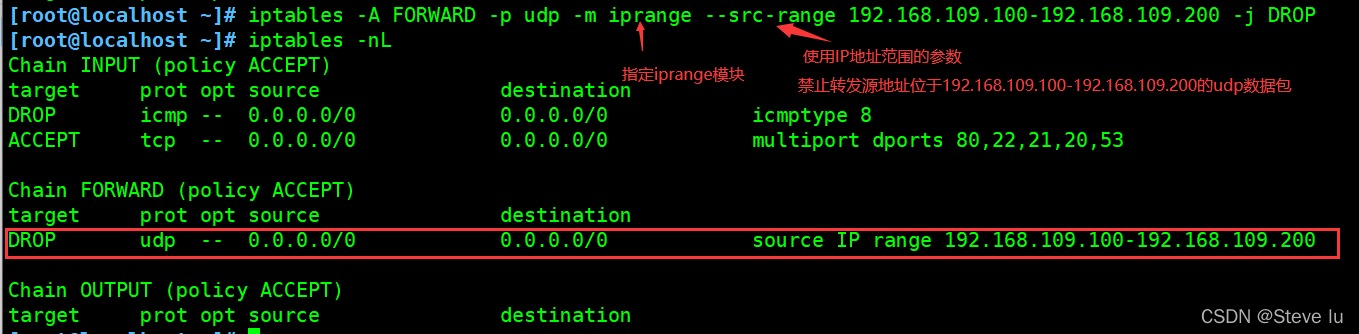 [root@localhost ~]# iptables -A FORWARD -p udp -m iprange --src-range 192.168.109.100-192.168.109.200 -j DROP
[root@localhost ~]# iptables -nL
使用IP地址范围的参数
Chain INPUT (policy ACCEPT)
指定iprange模块
禁止转发源地址位于192.168.109.100-192.168.109.200的udp数据包
target prot opt source destination
DROP icmp -- 0.0.0.0/0 0.0.0.0/0 icmptype 8
ACCEPT tcp -- 0.0.0.0/0 0.0.0.0/0 multiport dports 80,22,21,20,53
Chain FORWARD (policy ACCEPT)
target prot opt source destination
DROP udp -- 0.0.0.0/0 0.0.0.0/0 source IP range 192.168.109.100-192.168.109.200
Chain OUTPUT (policy ACCEPT)
target prot opt source destination
[root@localhost ~]#
CSDN @Steve lu